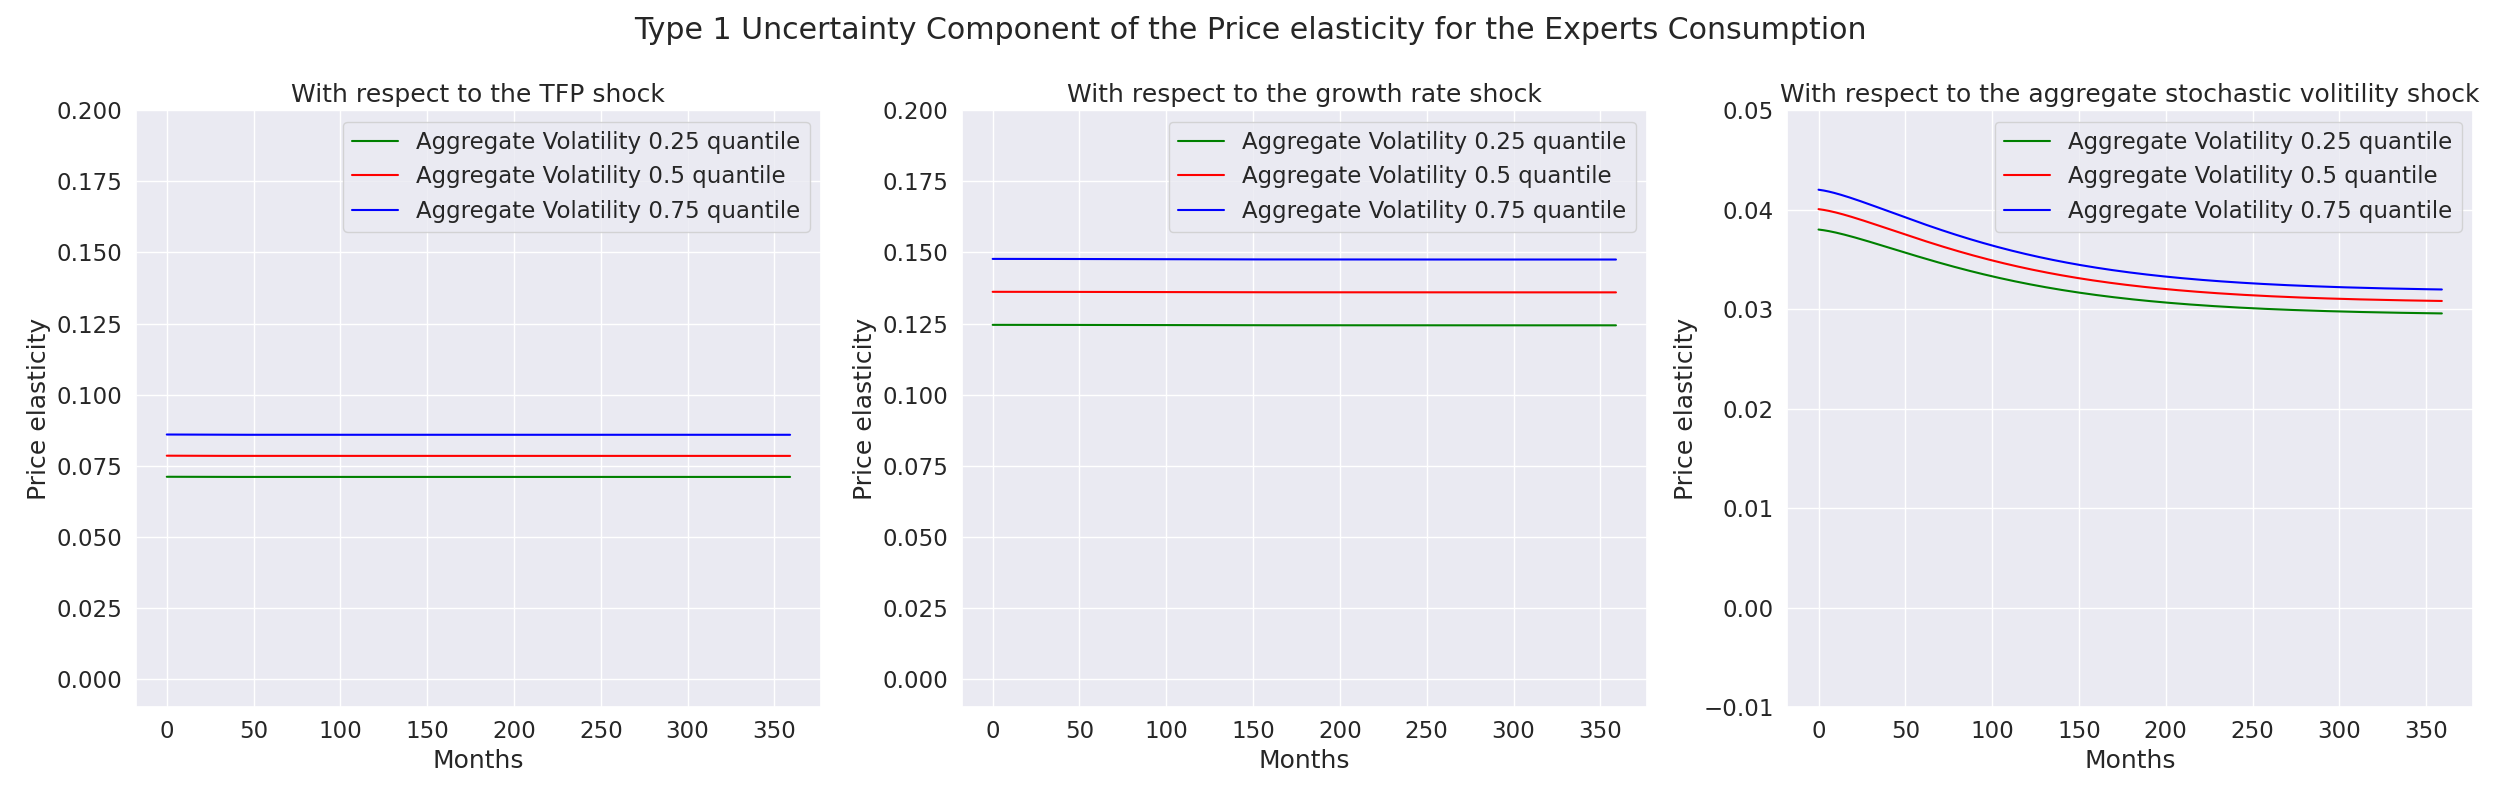 Type 1 Uncertainty Component of the Price elasticity for the Experts Consumption
With respect to the TFP shock
0.200
0.175
0.150
0.125
0.100
0.075
0.050
0.025
0.000
Price elasticity
Aggregate Volatility 0.25 quantile
Aggregate Volatility 0.5 quantile
Aggregate Volatility 0.75 quantile
0 50 100 150 200 250 300 350
Months
With respect to the growth rate shock
0.200
0.175
0.150
0.125
0.100
0.075
0.050
0.025
0.000
Price elasticity
Aggregate Volatility 0.25 quantile
Aggregate Volatility 0.5 quantile
Aggregate Volatility 0.75 quantile
0 50 100 150 200 250 300 350
Months
With respect to the aggregate stochastic volitility shock
0.05
0.04
0.03
0.02
0.01
0.00
−0.01
Price elasticity
Aggregate Volatility 0.25 quantile
Aggregate Volatility 0.5 quantile
Aggregate Volatility 0.75 quantile
0 50 100 150 200 250 300 350
Months